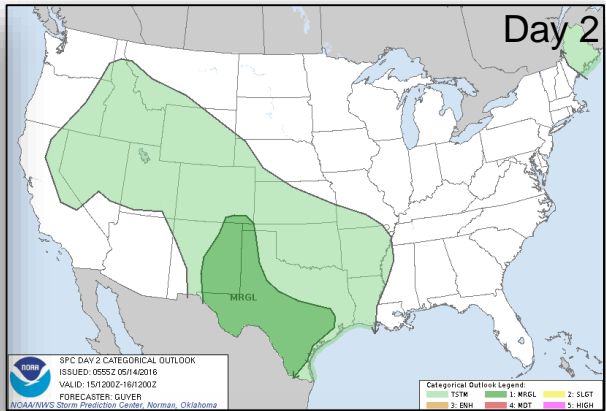 Day 2
MRGL
NOAA
SPC DAY 2 CATEGORICAL OUTLOOK
ISSUED: 0555Z 05/14/2016
VALID: 15/1200Z-16/1200Z
FORECASTER: GUYER
NOAA/NWS Storm Prediction Center, Norman, Oklahoma
Categorical Outlook Legend:
TSTM 1: MRGL 2: SLGT
3: ENH 4: MDT 5: HIGH